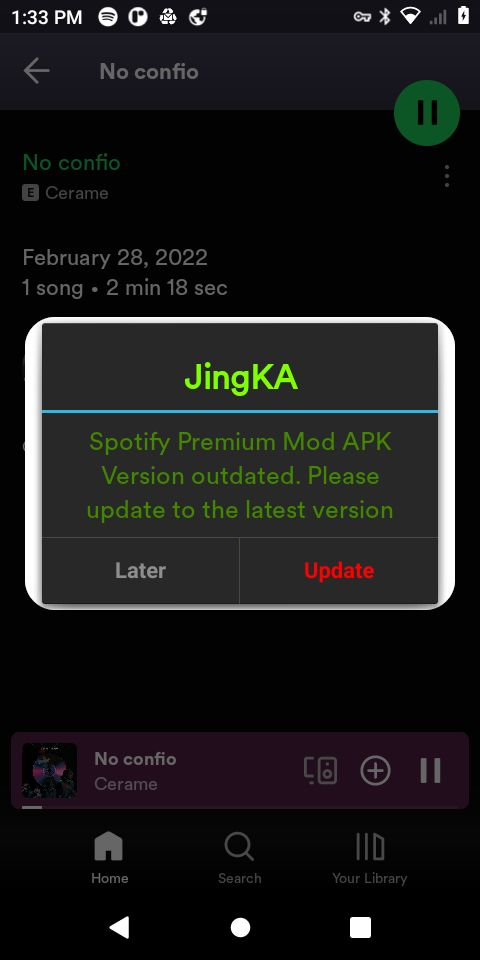 1:33 PM
No confio
No confio
E Cerame
February 28, 2022
1 song • 2 min 18 sec
JingKA
Spotify Premium Mod APK
Version outdated. Please
update to the latest version
Later Update
No confio
Cerame
Home Search Your Library